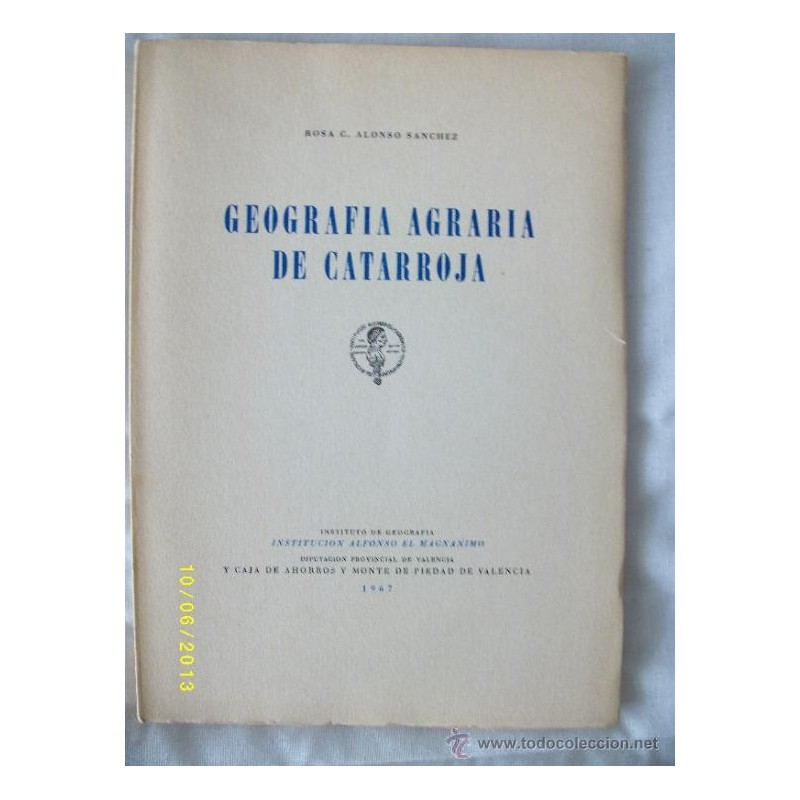 ROSA C. ALONSO SANCHEZ
GEOGRAFIA AGRARIA
DE CATARROJA
INSTITUTO DE GEOGRAFIA
INSTITUCION ALFONSO EL MAGNANIMO
DIPUTACION PROVINCIAL DE VALENCIA
Y CAJA DE AHORROS Y MONTE DE PIEDAD DE VALENCIA
1967
10/06/2013
www.todocoleccion.net